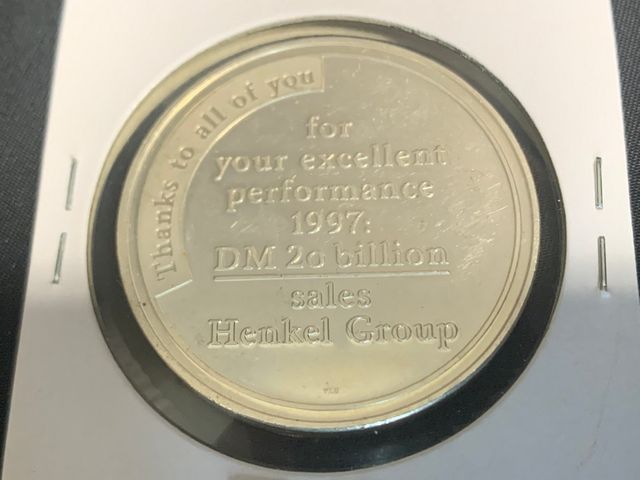 Thanks to all of you
for
your excellent
performance
1997:
DM 20 billion
sales
Henkel Group